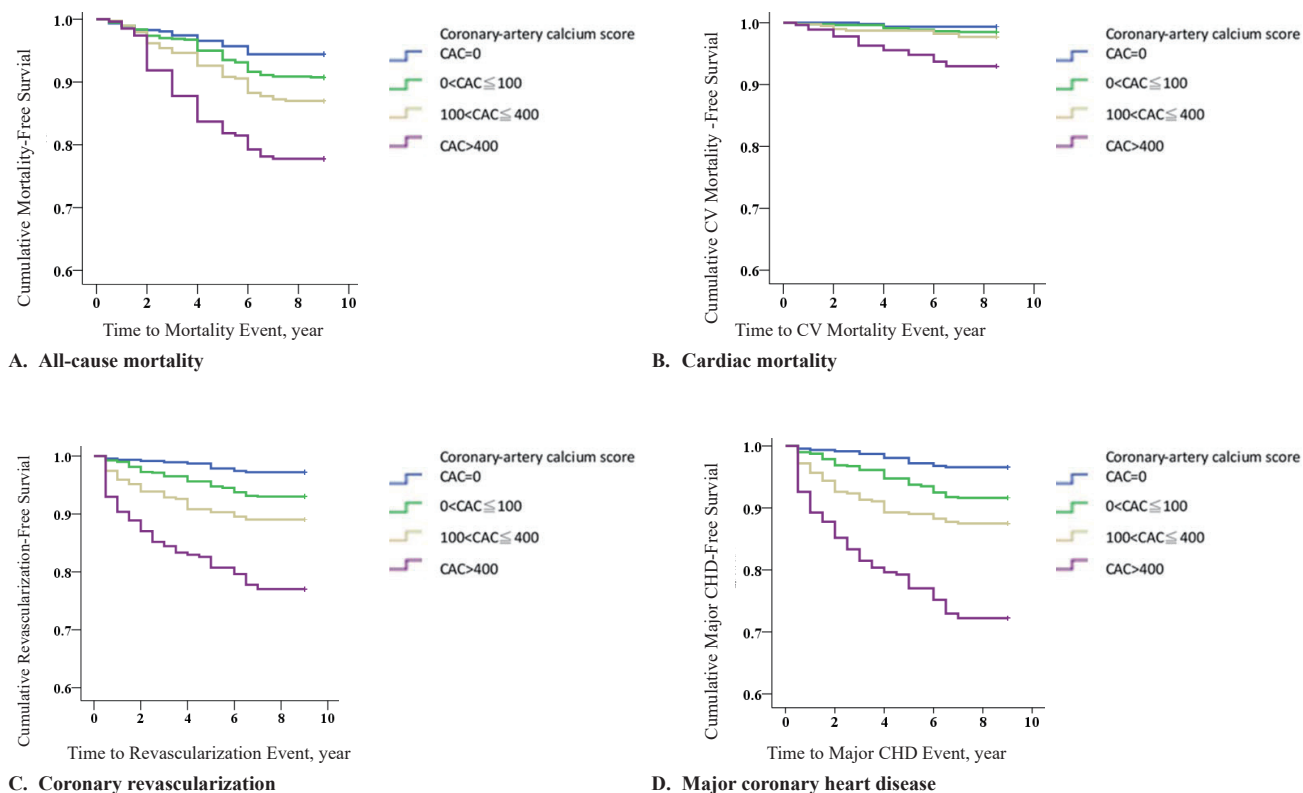 Cumulative Mortality-Free Survial
1.0
0.9
0.8
0.7
0.6
0 2 4 6 8 10
Time to Mortality Event, year
Coronary-artery calcium score
CAC=0
0<CAC≦100
100<CAC≦400
CAC>400
A. All-cause mortality
Cumulative CV Mortality -Free Survial
1.0
0.9
0.8
0.7
0.6
0 2 4 6 8 10
Time to CV Mortality Event, year
Coronary-artery calcium score
CAC=0
0<CAC≦100
100<CAC≦400
CAC>400
B. Cardiac mortality
Cumulative Revascularization-Free Survial
1.0
0.9
0.8
0.7
0.6
0 2 4 6 8 10
Time to Revascularization Event, year
Coronary-artery calcium score
CAC=0
0<CAC≦100
100<CAC≦400
CAC>400
C. Coronary revascularization
Cumulative Major CHD-Free Survial
1.0
0.9
0.8
0.7
0.6
0 2 4 6 8 10
Time to Major CHD Event, year
Coronary-artery calcium score
CAC=0
0<CAC≦100
100<CAC≦400
CAC>400
D. Major coronary heart disease